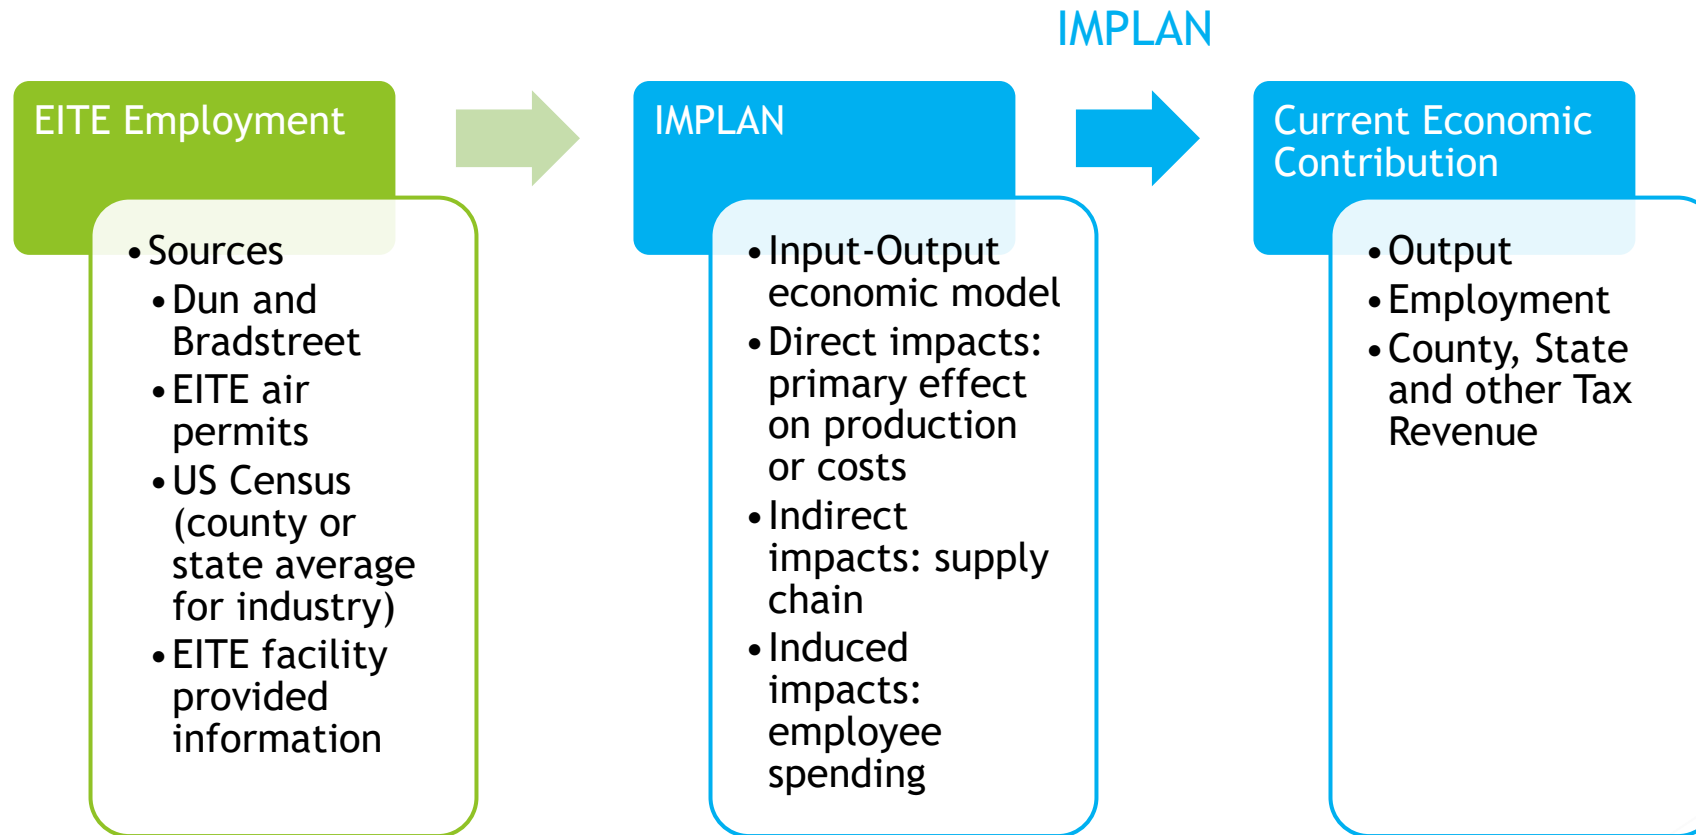 IMPLAN
EITE Employment
•Sources
•Dun and
Bradstreet
•EITE air
permits
•US Census
(county or
state average
for industry)
•EITE facility
provided
information
IMPLAN
•Input-Output
economic model
•Direct impacts:
primary effect
on production
or costs
•Indirect
impacts: supply
chain
•Induced
impacts:
employee
spending
Current Economic
Contribution
•Output
•Employment
•County, State
and other Tax
Revenue